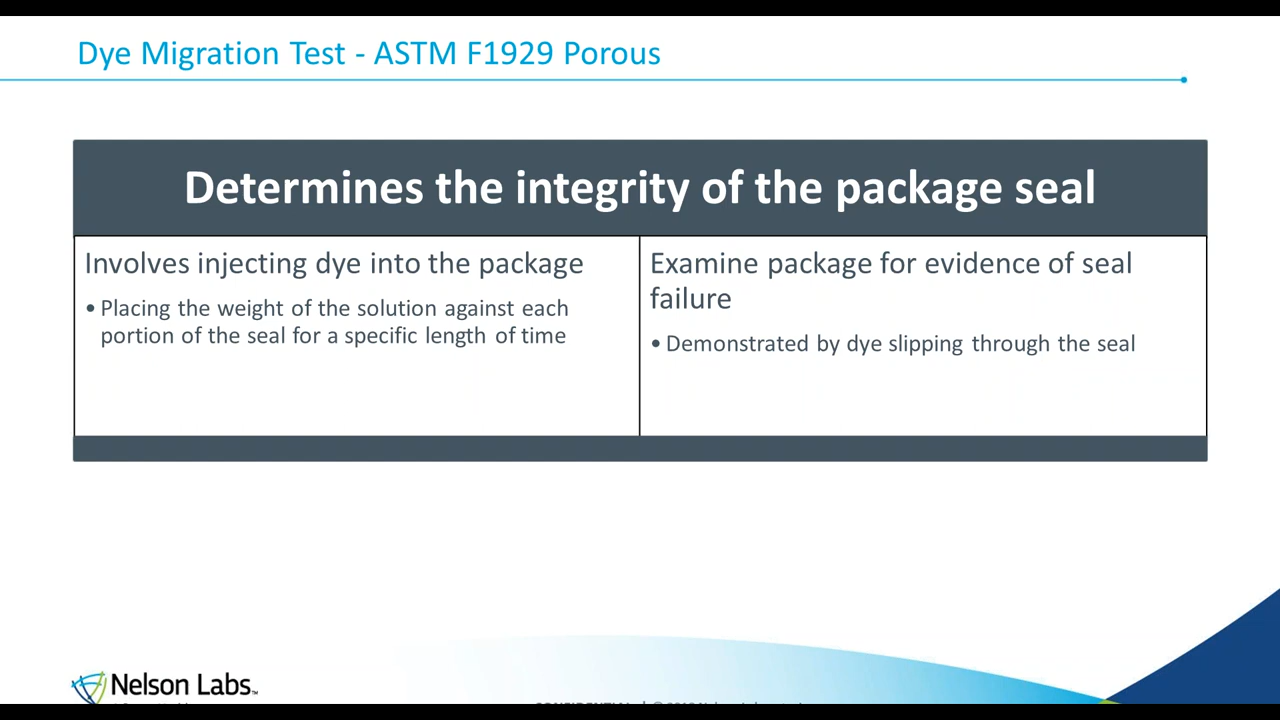 Dye Migration Test - ASTM F1929 Porous
Determines the integrity of the package seal
Involves injecting dye into the package
• Placing the weight of the solution against each
portion of the seal for a specific length of time
Examine package for evidence of seal
failure
• Demonstrated by dye slipping through the seal
Nelson Labs™